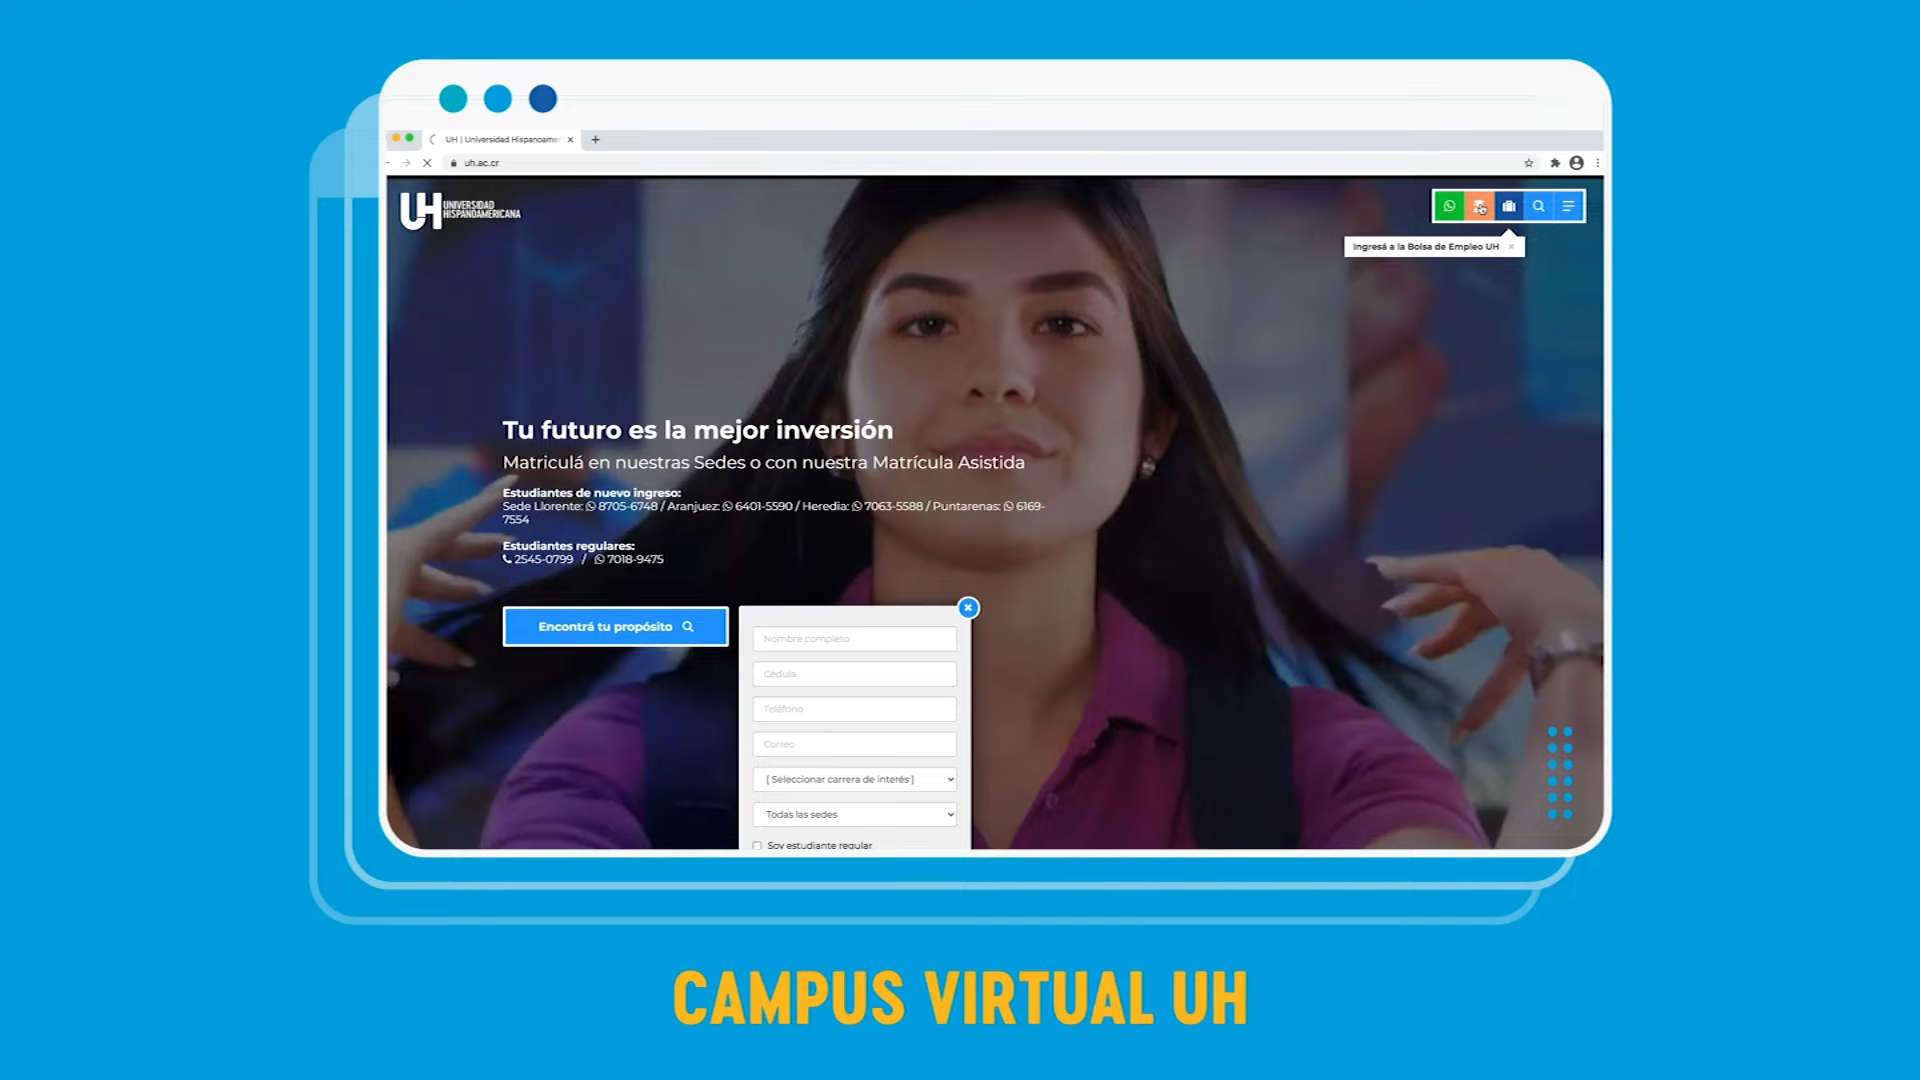 UH | Universidad Hispanoamer
uh.ac.cr
UH UNIVERSIDAD
HISPANOAMERICANA
Ingresá a la Bolsa de Empleo UH
Tu futuro es la mejor inversión
Matriculá en nuestras Sedes o con nuestra Matrícula Asistida
Estudiantes de nuevo ingreso:
Sede Llorente: 8705-6748 / Aranjuez: 6401-5590 / Heredia: 7063-5588 / Puntarenas: 6169-
7554
Estudiantes regulares:
2545-0799 / 7018-9475
Encontrá tu propósito
Nombre completo
Cédula
Teléfono
Correo
[ Seleccionar carrera de interés ]
Todas las sedes
Soy estudiante regular
CAMPUS VIRTUAL UH